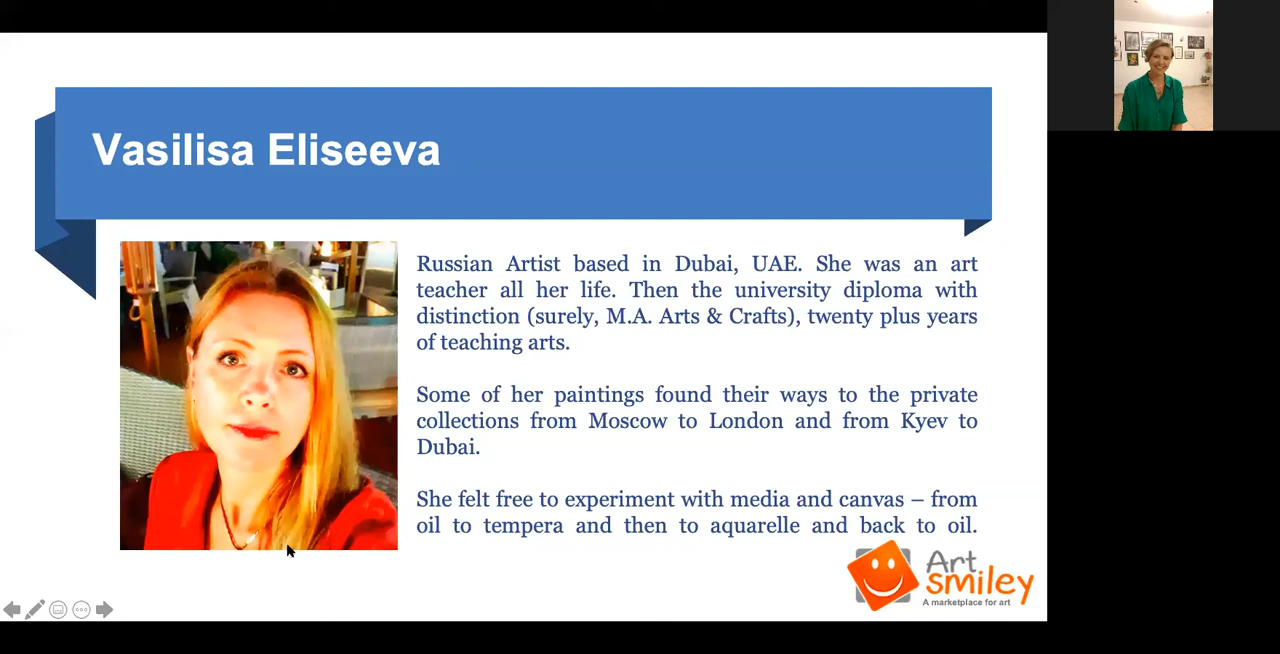 Vasilisa Eliseeva
Russian Artist based in Dubai, UAE. She was an art
teacher all her life. Then the university diploma with
distinction (surely, M.A. Arts & Crafts), twenty plus years
of teaching arts.
Some of her paintings found their ways to the private
collections from Moscow to London and from Kyev to
Dubai.
She felt free to experiment with media and canvas – from
oil to tempera and then to aquarelle and back to oil.
Art
smiley
A marketplace for art